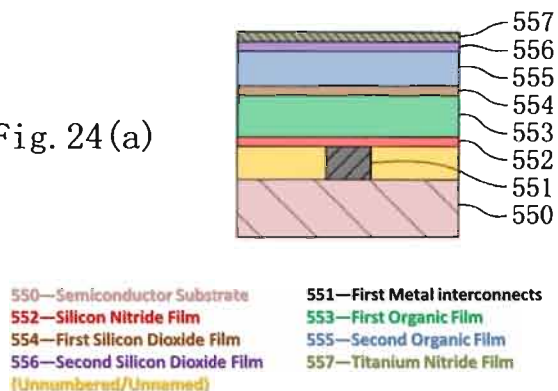 557
556
555
Fig. 24(a)
554
553
552
551
550
550—Semiconductor Substrate
551—First Metal interconnects
552—Silicon Nitride Film
553—First Organic Film
554—First Silicon Dioxide Film
555—Second Organic Film
556—Second Silicon Dioxide Film
557—Titanium Nitride Film
(Unnumbered/Unnamed)